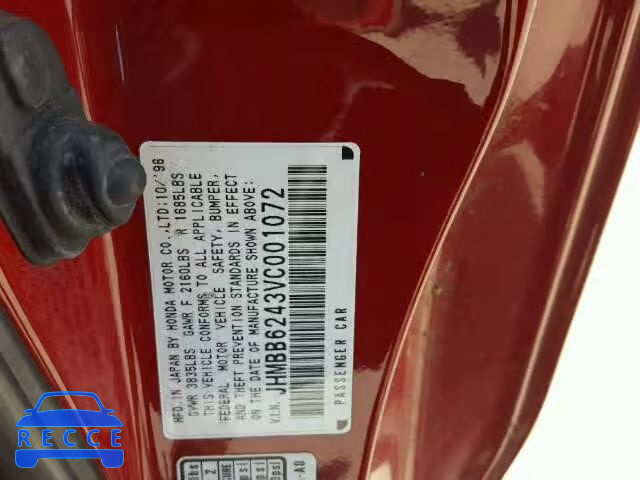 MFD. IN JAPAN BY HONDA MOTOR CO.,LTD:10/'96
GVWR 3835LBS GAWR F 2160LBS R 1685LBS
THIS VEHICLE CONFORMS TO ALL APPLICABLE
FEDERAL MOTOR VEHICLE SAFETY, BUMPER,
AND THEFT PREVENTION STANDARDS IN EFFECT
ON THE DATE OF MANUFACTURE SHOWN ABOVE.
V.I.N. JHMBB6243VC001072
PASSENGER CAR
RECCE